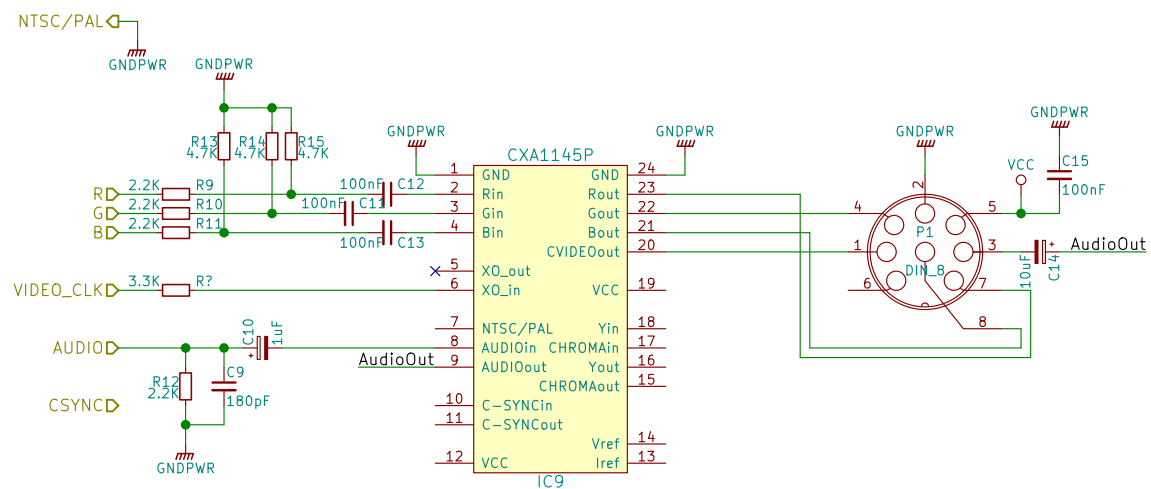 NTSC/PAL
GNDPWR
GNDPWR
R13
4.7K
R14
4.7K
R15
4.7K
GNDPWR
CXA1145P
GNDPWR
GNDPWR
GNDPWR
VCC
C15
100nF
R
2.2K
R9
100nF
C12
G
2.2K
R10
100nF
C11
B
2.2K
R11
100nF
C13
VIDEO_CLK
3.3K
R?
AUDIO
C10
1uF
R12
2.2K
C9
180pF
CSYNC
GNDPWR
AudioOut
1 GND
2 Rin
3 Gin
4 Bin
5 XO_out
6 XO_in
7 NTSC/PAL
8 AUDIOin
9 AUDIOout
10 C-SYNCin
11 C-SYNCout
12 VCC
GND 24
Rout 23
Gout 22
Bout 21
CVIDEOout 20
VCC 19
Yin 18
CHROMAin 17
Yout 16
CHROMAout 15
Vref 14
Iref 13
IC9
2
4
5
P1
1
3
DIN_8
6
7
8
10uF
C14
AudioOut